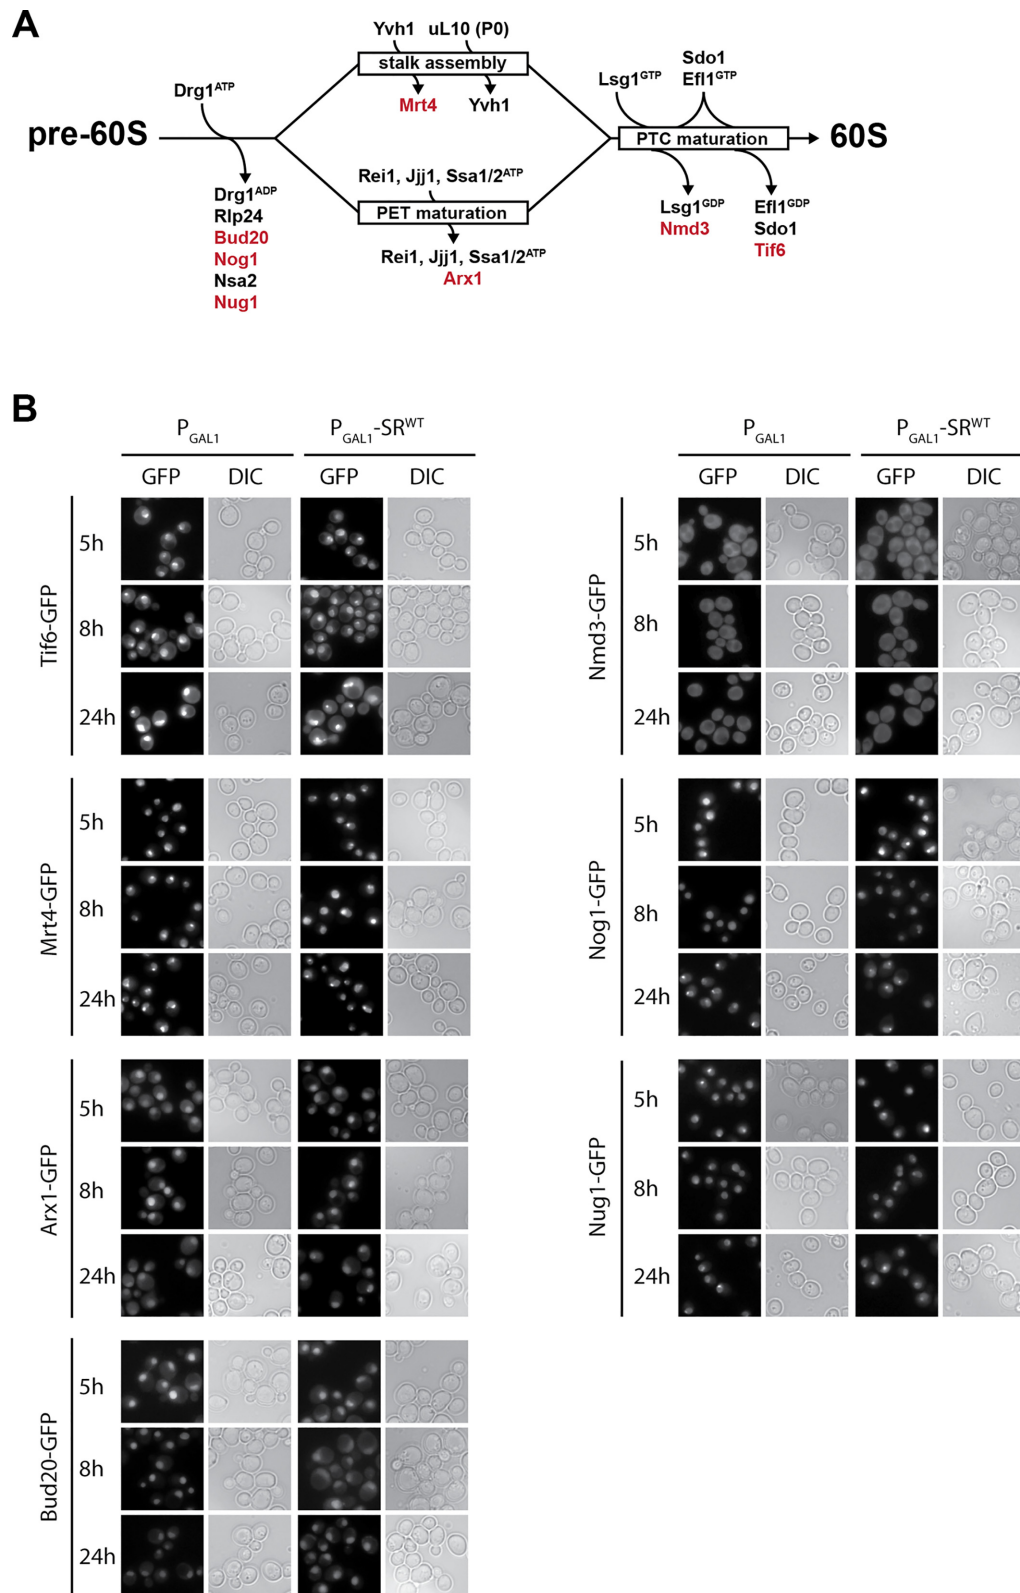 A
Yvh1 uL10 (P0)
stalk assembly
Mrt4 Yvh1
Drg1ATP
pre-60S
Drg1ADP
Rlp24
Bud20
Nog1
Nsa2
Nug1
Rei1, Jjj1, Ssa1/2ATP
PET maturation
Rei1, Jjj1, Ssa1/2ATP
Arx1
Lsg1GTP
Sdo1
Efl1GTP
PTC maturation
60S
Lsg1GDP
Nmd3
Efl1GDP
Sdo1
Tif6
B
PGAL1 PGAL1-SRWT
GFP DIC GFP DIC
Tif6-GFP
5h
8h
24h
Mrt4-GFP
5h
8h
24h
Arx1-GFP
5h
8h
24h
Bud20-GFP
5h
8h
24h
PGAL1 PGAL1-SRWT
GFP DIC GFP DIC
Nmd3-GFP
5h
8h
24h
Nog1-GFP
5h
8h
24h
Nug1-GFP
5h
8h
24h